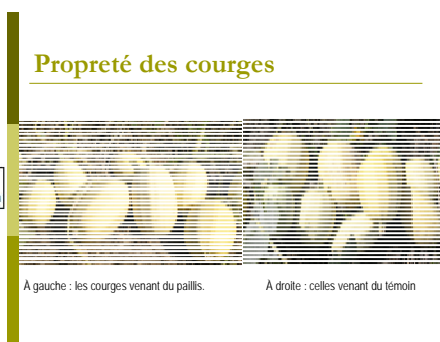 Propreté des courges
À gauche : les courges venant du paillis.
À droite : celles venant du témoin